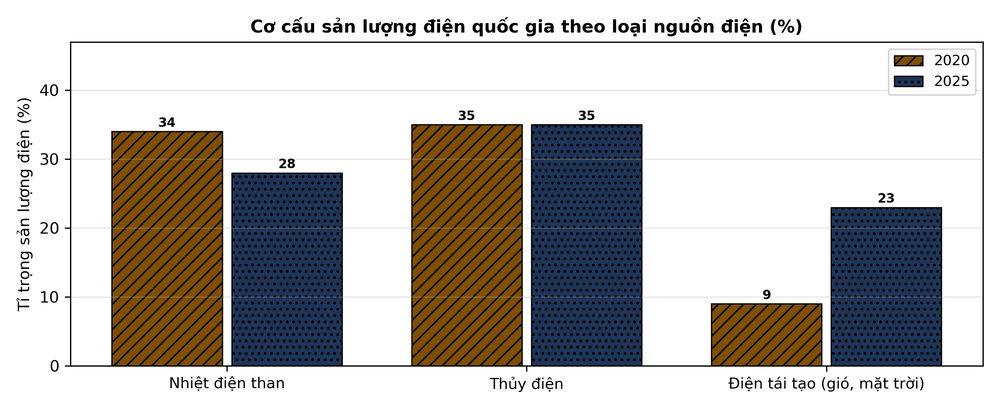 Cơ cấu sản lượng điện quốc gia theo loại nguồn điện (%)
2020
2025
Tỉ trọng sản lượng điện (%)
40
30
20
10
0
34
28
35
35
9
23
Nhiệt điện than
Thủy điện
Điện tái tạo (gió, mặt trời)